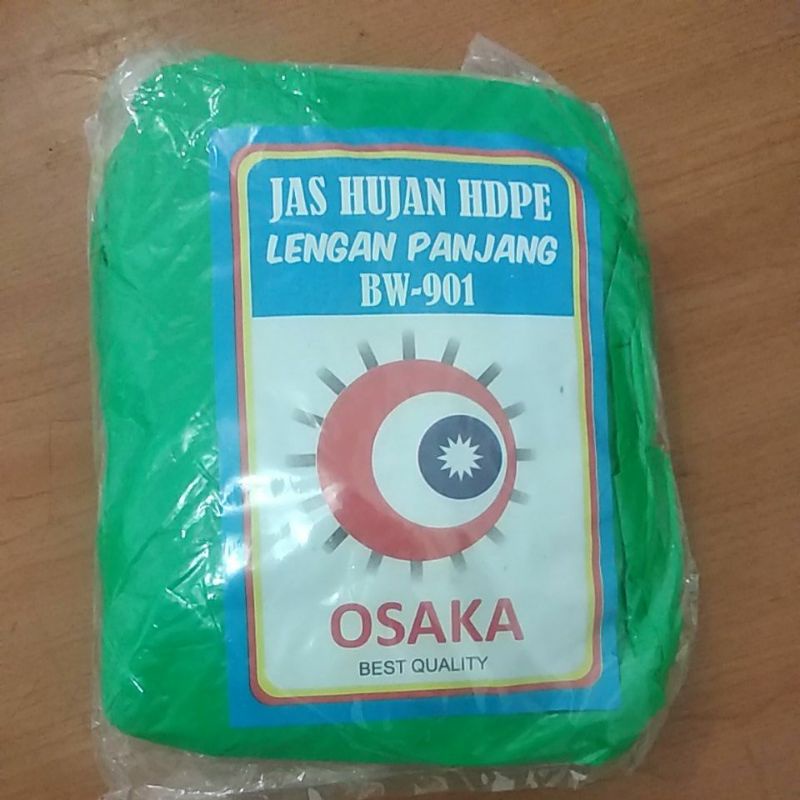 JAS HUJAN HDPE
LENGAN PANJANG
BW-901
OSAKA
BEST QUALITY